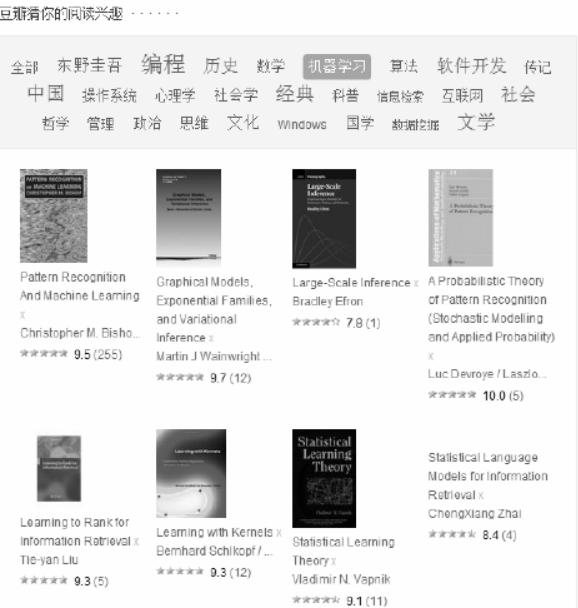 豆瓣猜你的阅读兴趣 · · · · · ·
全部 东野圭吾 编程 历史 数学 机器学习 算法 软件开发 传记
中国 操作系统 心理学 社会学 经典 科普 信息检索 互联网 社会
哲学 管理 政治 思维 文化 Windows 国学 数据挖掘 文学
PATTERN RECOGNITION
AND MACHINE LEARNING
CHRISTOPHER M. BISHOP
Large-Scale
Inference
A Probabilistic Theory
of Pattern Recognition
Pattern Recognition
And Machine Learning
x
Christopher M. Bisho...
9.5 (255)
Graphical Models,
Exponential Families,
and Variational
Inference x
Martin J Wainwright ...
9.7 (12)
Large-Scale Inference x
Bradley Efron
7.8 (1)
A Probabilistic Theory
of Pattern Recognition
(Stochastic Modelling
and Applied Probability)
x
Luc Devroye / Laszlo...
10.0 (5)
Learning with Kernels
Statistical
Learning
Theory
Vladimir N. Vapnik
Learning to Rank for
Information Retrieval x
Tie-yan Liu
9.3 (5)
Learning with Kernels x
Bernhard Schlkopf / ...
9.3 (12)
Statistical Learning
Theory x
Vladimir N. Vapnik
9.1 (11)
Statistical Language
Models for Information
Retrieval x
ChengXiang Zhai
8.4 (4)